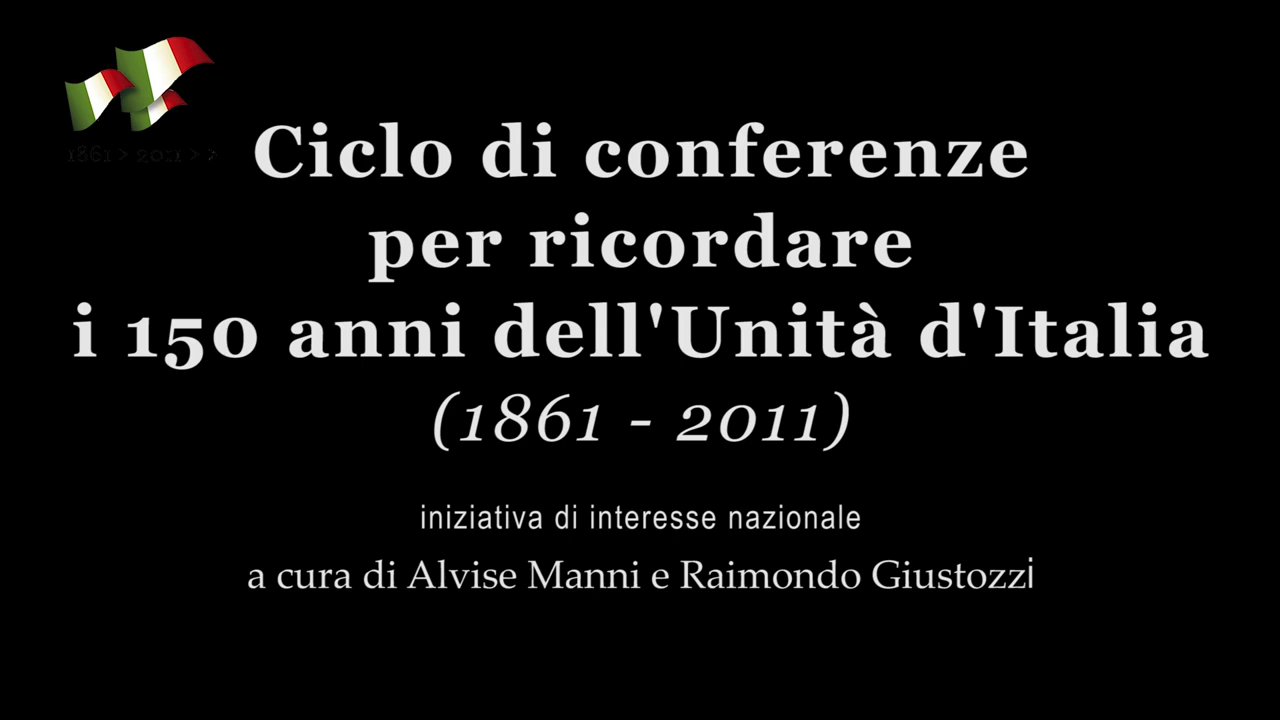 1861 > 2011 > >
Ciclo di conferenze
per ricordare
i 150 anni dell'Unità d'Italia
(1861 - 2011)
iniziativa di interesse nazionale
a cura di Alvise Manni e Raimondo Giustozzi